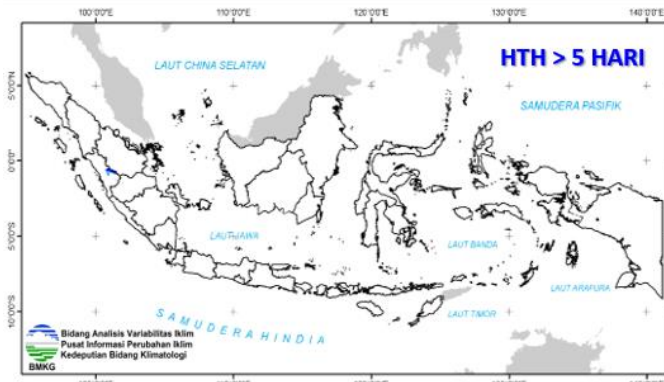 100°0'0"E 110°0'0"E 120°0'0"E 130°0'0"E 140°0'0"E
HTH > 5 HARI
LAUT CHINA SELATAN
SAMUDERA PASIFIK
5°0'0"N
0°0'0"
5°0'0"S
10°0'0"S
LAUT JAWA
LAUT BANDA
LAUT ARAFURA
LAUT TIMOR
SAMUDERA HINDIA
Bidang Analisis Variabilitas Iklim
Pusat Informasi Perubahan Iklim
Kedeputian Bidang Klimatologi
BMKG